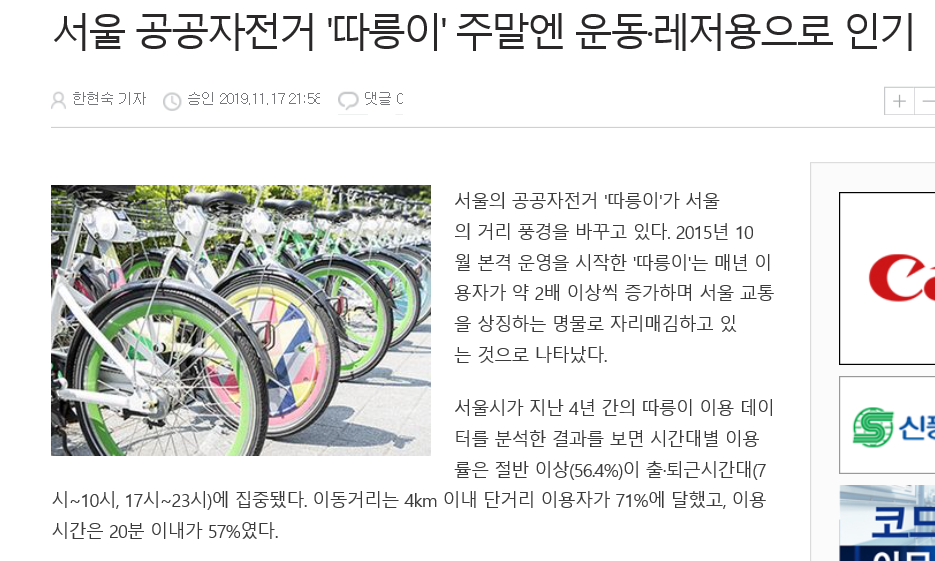 서울 공공자전거 '따릉이' 주말엔 운동·레저용으로 인기
한현숙 기자 승인 2019.11.17 21:58 댓글 0
서울의 공공자전거 '따릉이'가 서울
의 거리 풍경을 바꾸고 있다. 2015년 10
월 본격 운영을 시작한 '따릉이'는 매년 이
용자가 약 2배 이상씩 증가하며 서울 교통
을 상징하는 명물로 자리매김하고 있
는 것으로 나타났다.
서울시가 지난 4년 간의 따릉이 이용 데이
터를 분석한 결과를 보면 시간대별 이용
률은 절반 이상(56.4%)이 출·퇴근시간대(7
시~10시, 17시~23시)에 집중됐다. 이동거리는 4km 이내 단거리 이용자가 71%에 달했고, 이용
시간은 20분 이내가 57%였다.
Ca
신풍
코드